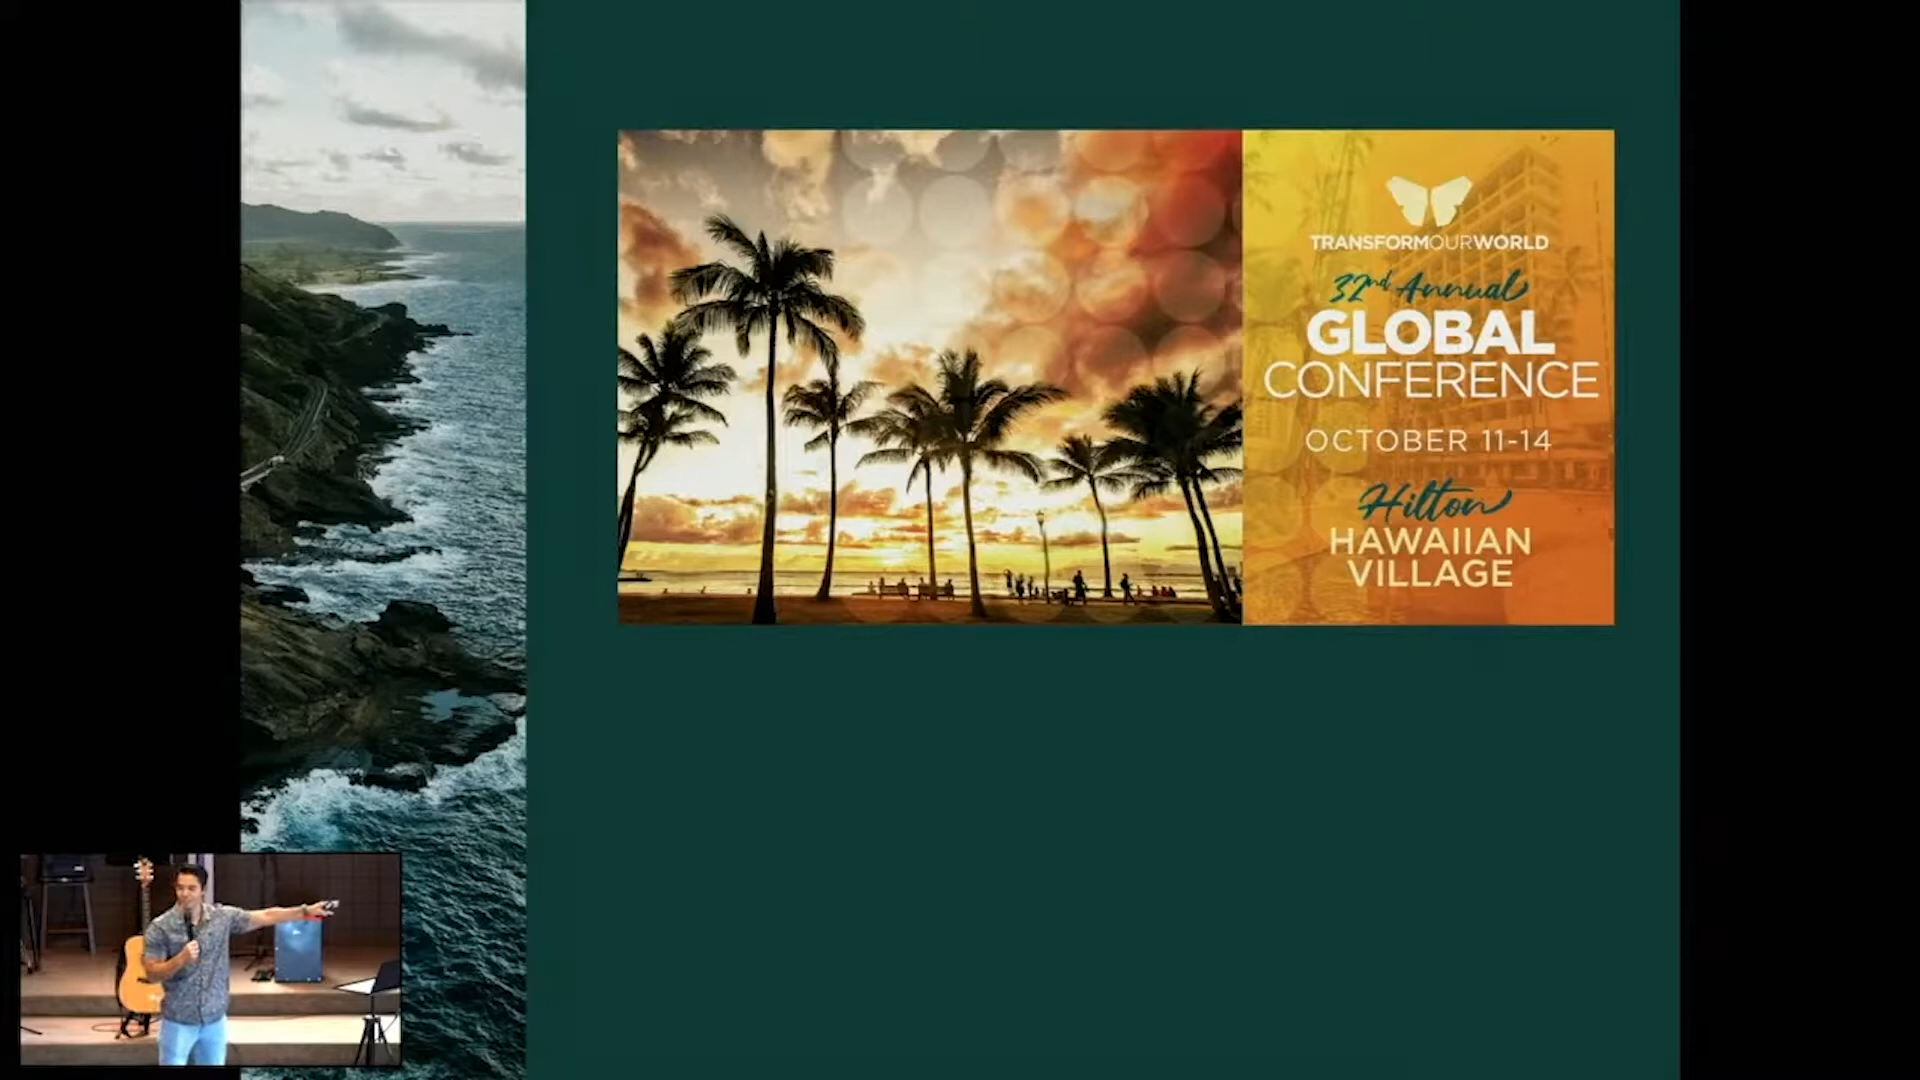 TRANSFORMOURWORLD
32nd Annual
GLOBAL
CONFERENCE
OCTOBER 11-14
Hilton
HAWAIIAN
VILLAGE